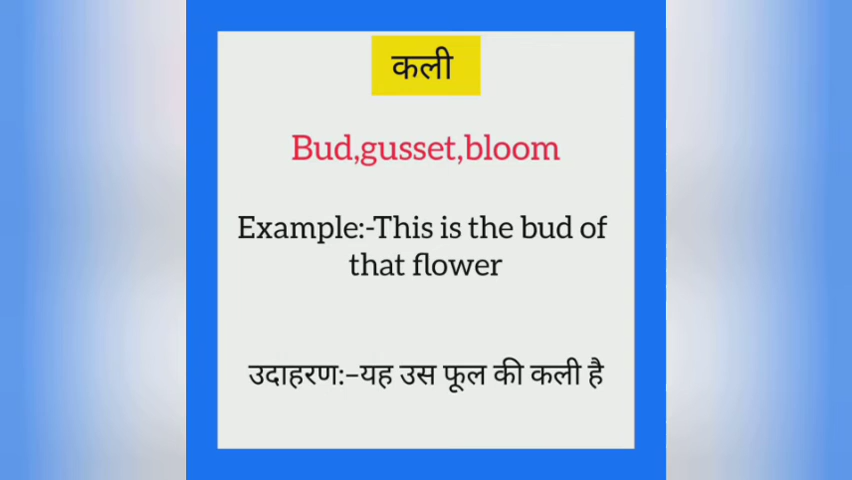 कली
Bud,gusset,bloom
Example:-This is the bud of
that flower
उदाहरण:–यह उस फूल की कली है